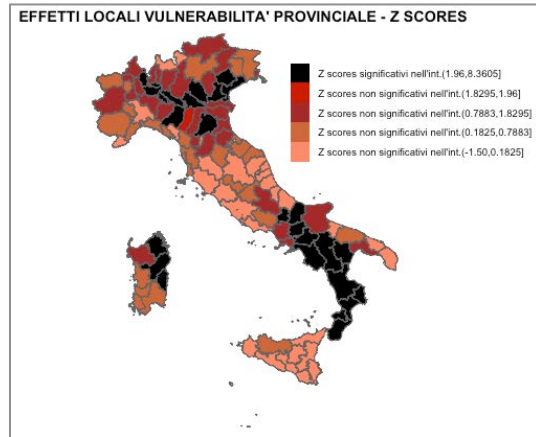 EFFETTI LOCALI VULNERABILITA' PROVINCIALE - Z SCORES
Z scores significativi nell'int.(1.96,8.3605]
Z scores non significativi nell'int.(1.8295,1.96]
Z scores non significativi nell'int.(0.7883,1.8295]
Z scores non significativi nell'int.(0.1825,0.7883]
Z scores non significativi nell'int.(-1.50,0.1825]